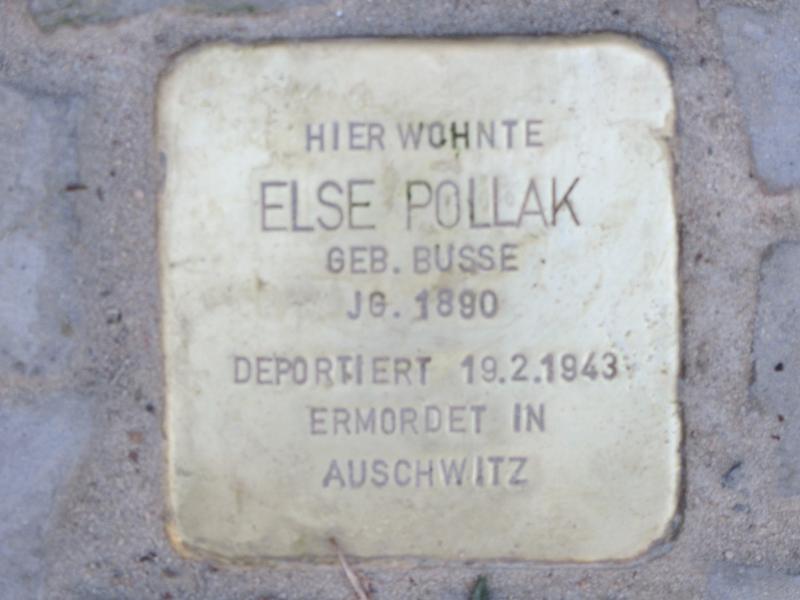 HIER WOHNTE
ELSE POLLAK
GEB. BUSSE
JG. 1890
DEPORTIERT 19.2.1943
ERMORDET IN
AUSCHWITZ